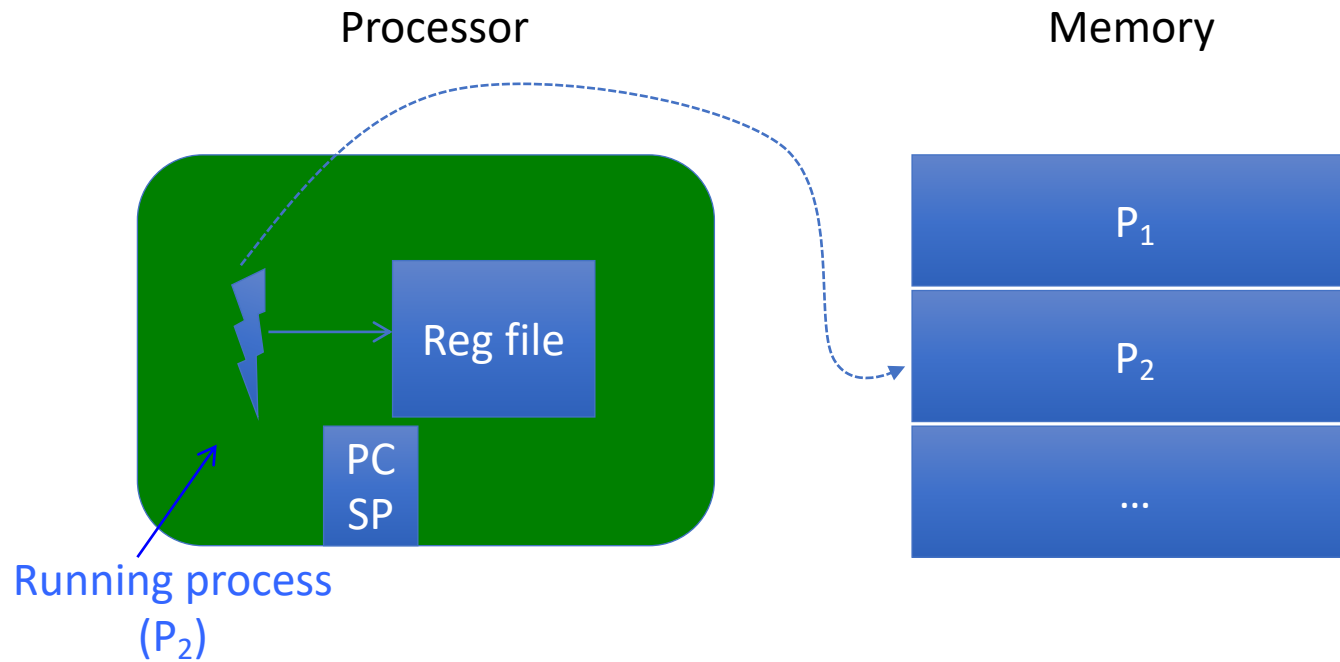 Processor
Memory
P₁
Reg file
P₂
PC
SP
...
Running process
(P₂)